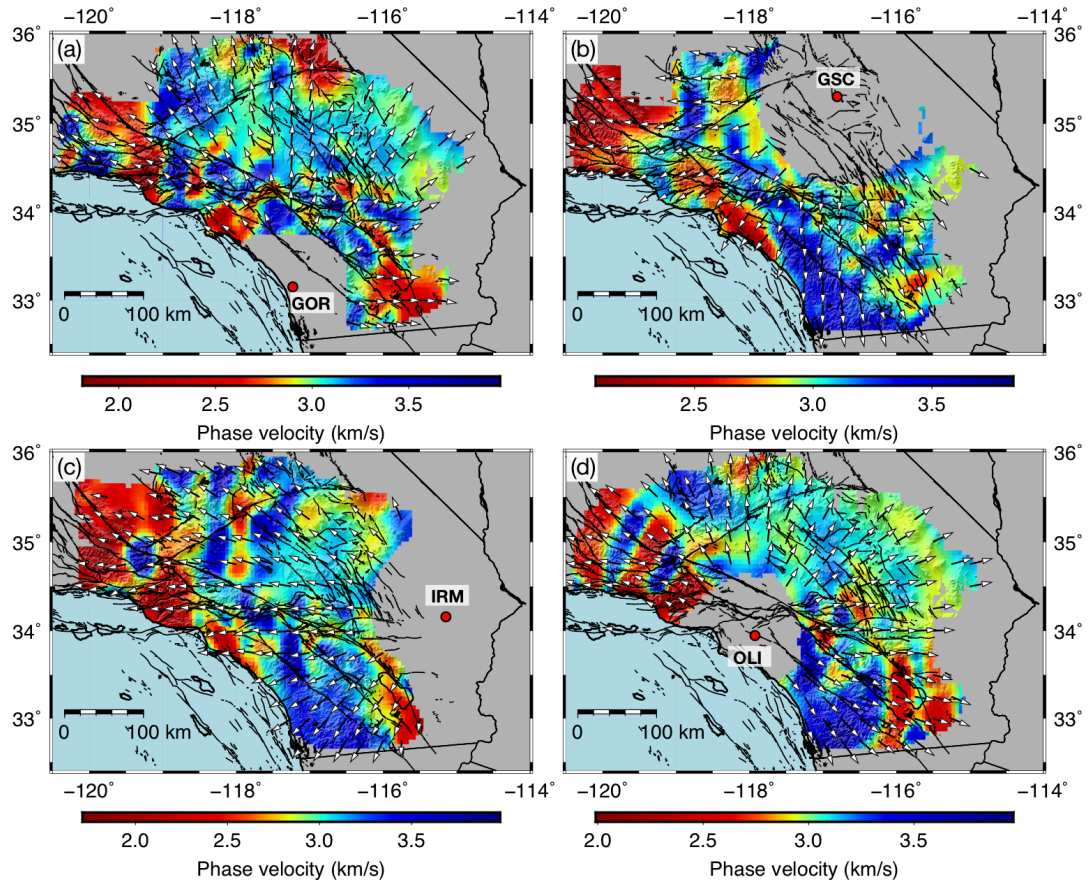 −120˚ −118˚ −116˚ −120˚ −118˚ −116˚ −114˚
(a) 36˚ (b) 36˚
GSC
35˚ 35˚
34˚ 34˚
33˚ 33˚
GOR
0 100 km 0 100 km
2.0 2.5 3.0 3.5 2.5 3.0 3.5
Phase velocity (km/s) Phase velocity (km/s)
(c) 36˚ (d) 36˚
35˚ 35˚
IRM
34˚ 34˚
OLI
33˚ 33˚
0 100 km 0 100 km
−120˚ −118˚ −116˚ −120˚ −118˚ −116˚ −114˚
2.0 2.5 3.0 3.5 2.0 2.5 3.0 3.5
Phase velocity (km/s) Phase velocity (km/s)